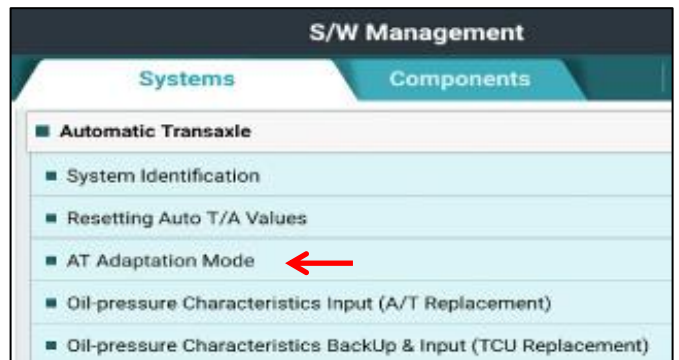 S/W Management
Systems Components
Automatic Transaxle
System Identification
Resetting Auto T/A Values
AT Adaptation Mode
Oil-pressure Characteristics Input (A/T Replacement)
Oil-pressure Characteristics BackUp & Input (TCU Replacement)